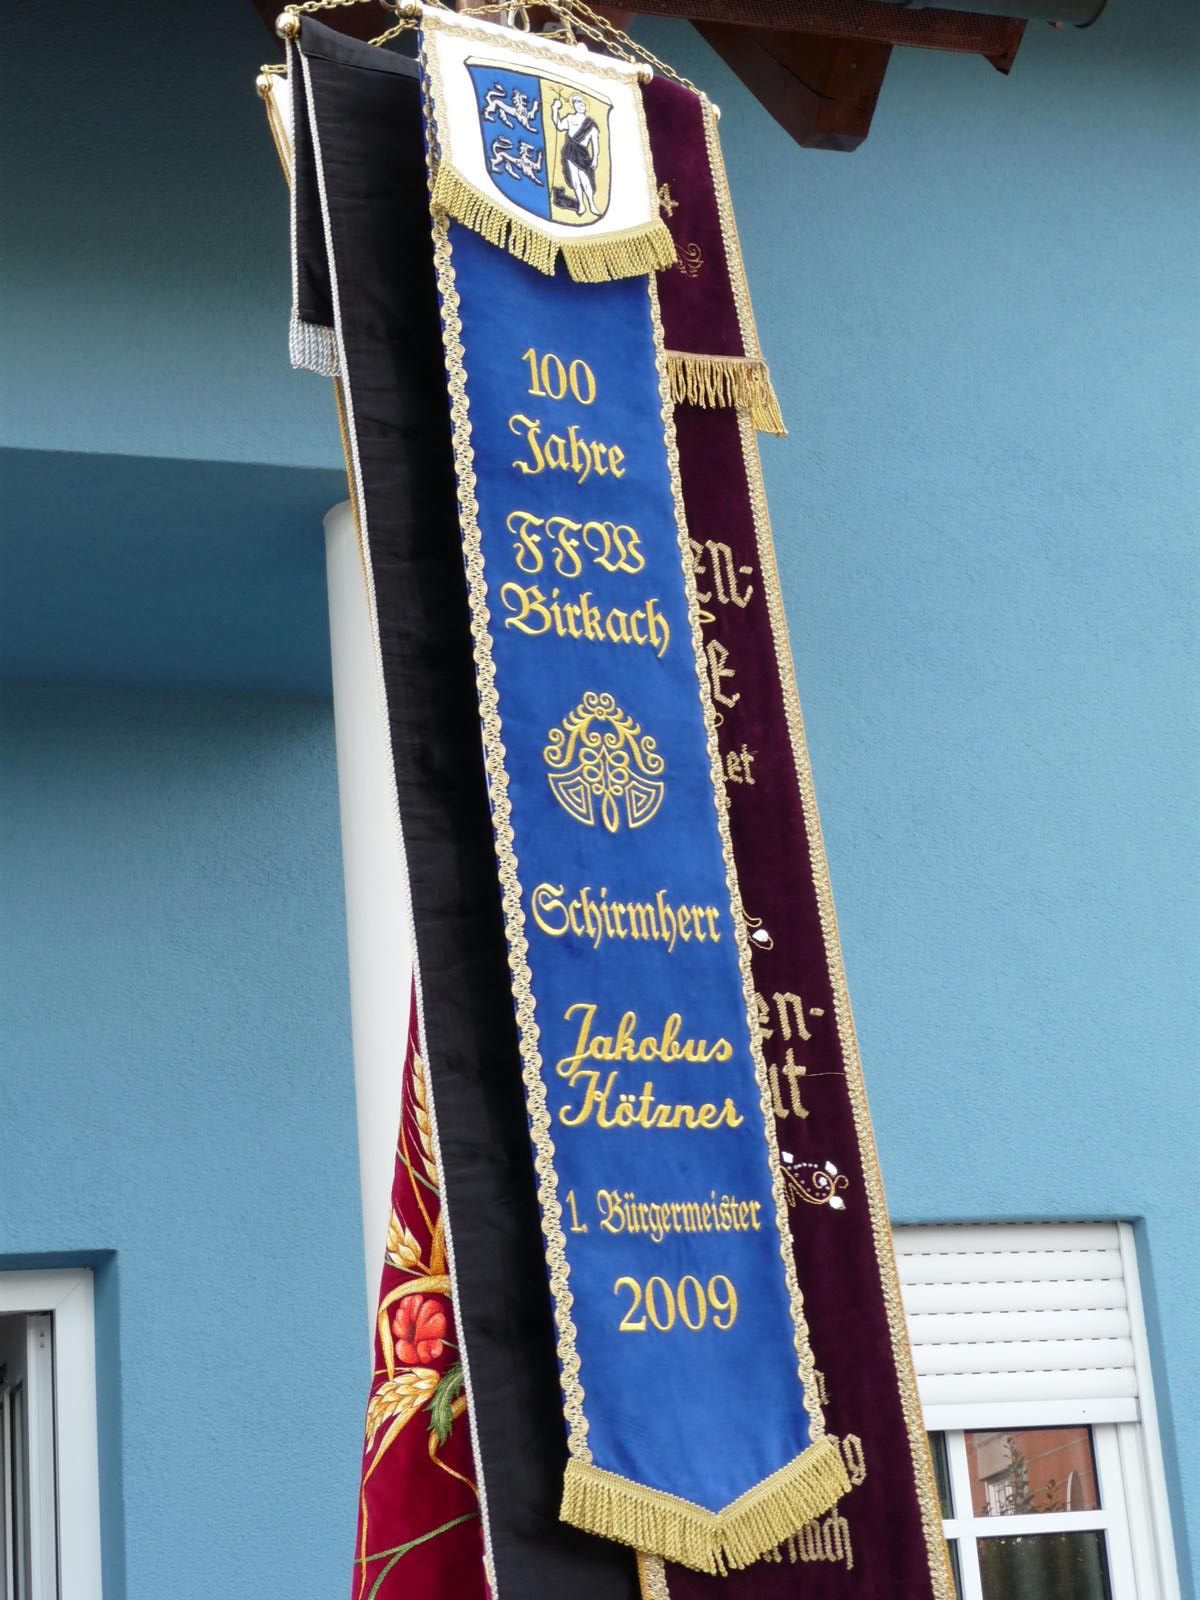 100
Jahre
FFW
Birkach
Schirmherr
Jakobus
Kötzner
1. Bürgermeister
2009